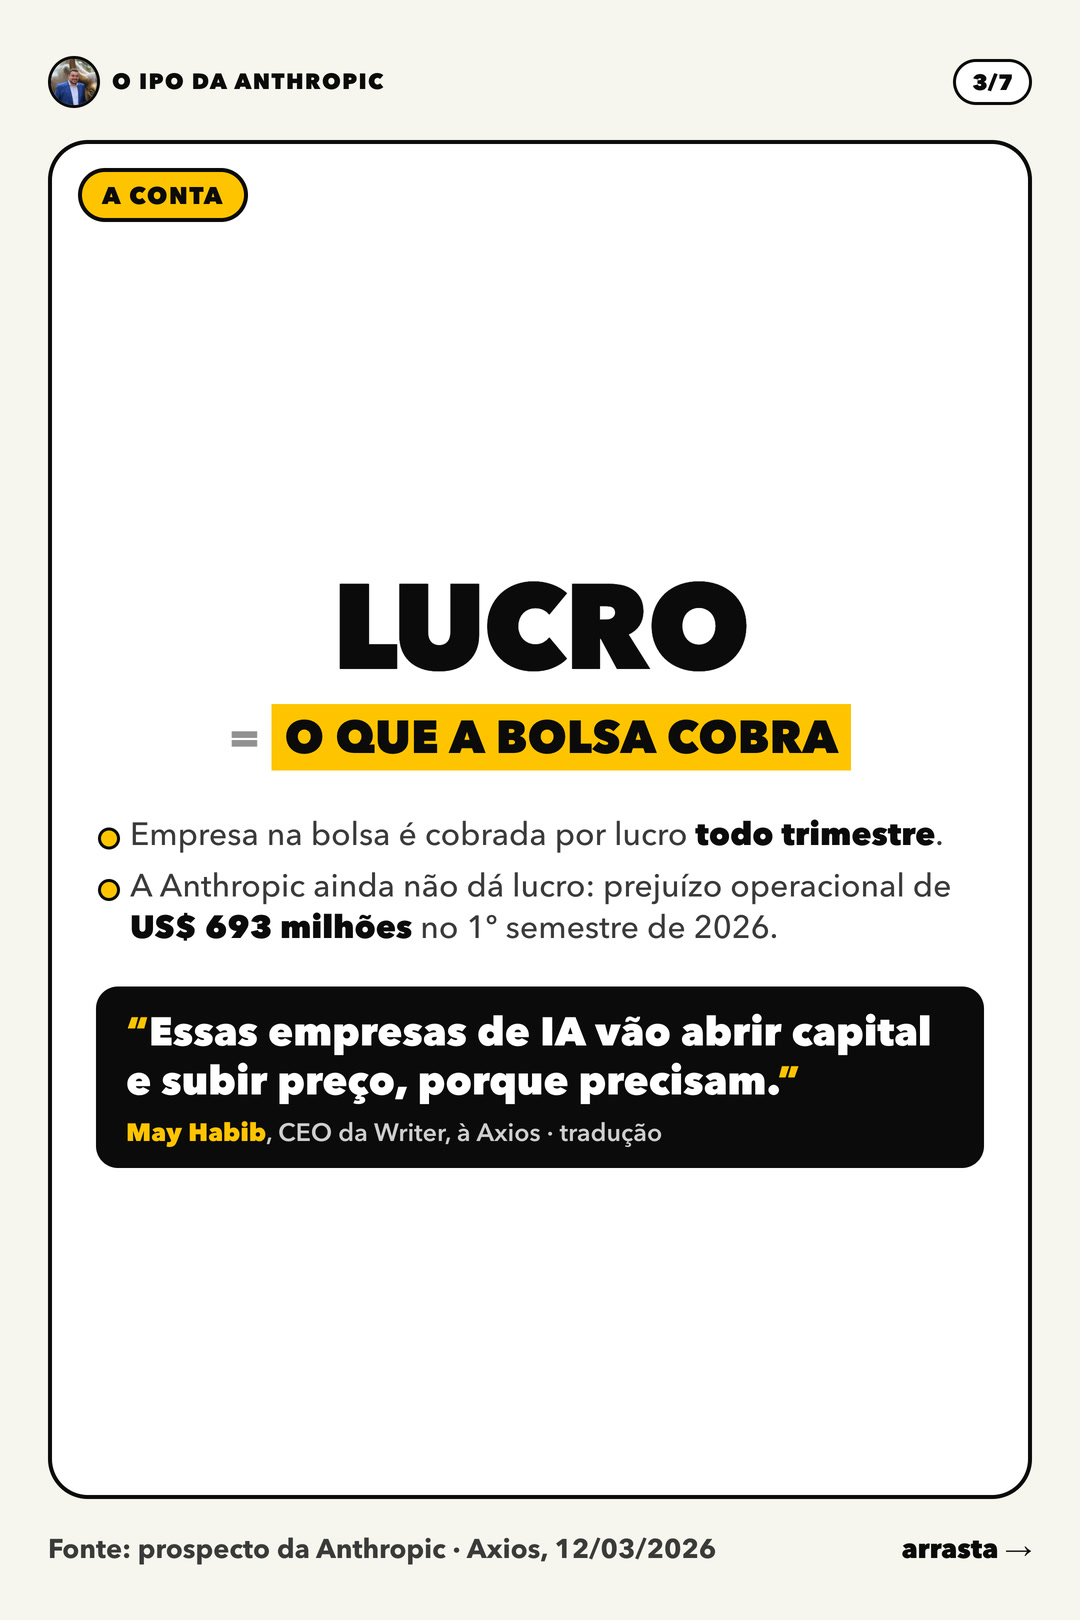 O IPO DA ANTHROPIC
3/7
A CONTA
LUCRO
= O QUE A BOLSA COBRA
Empresa na bolsa é cobrada por lucro todo trimestre.
A Anthropic ainda não dá lucro: prejuízo operacional de
US$ 693 milhões no 1º semestre de 2026.
“Essas empresas de IA vão abrir capital
e subir preço, porque precisam.”
May Habib, CEO da Writer, à Axios · tradução
Fonte: prospecto da Anthropic · Axios, 12/03/2026
arrasta →